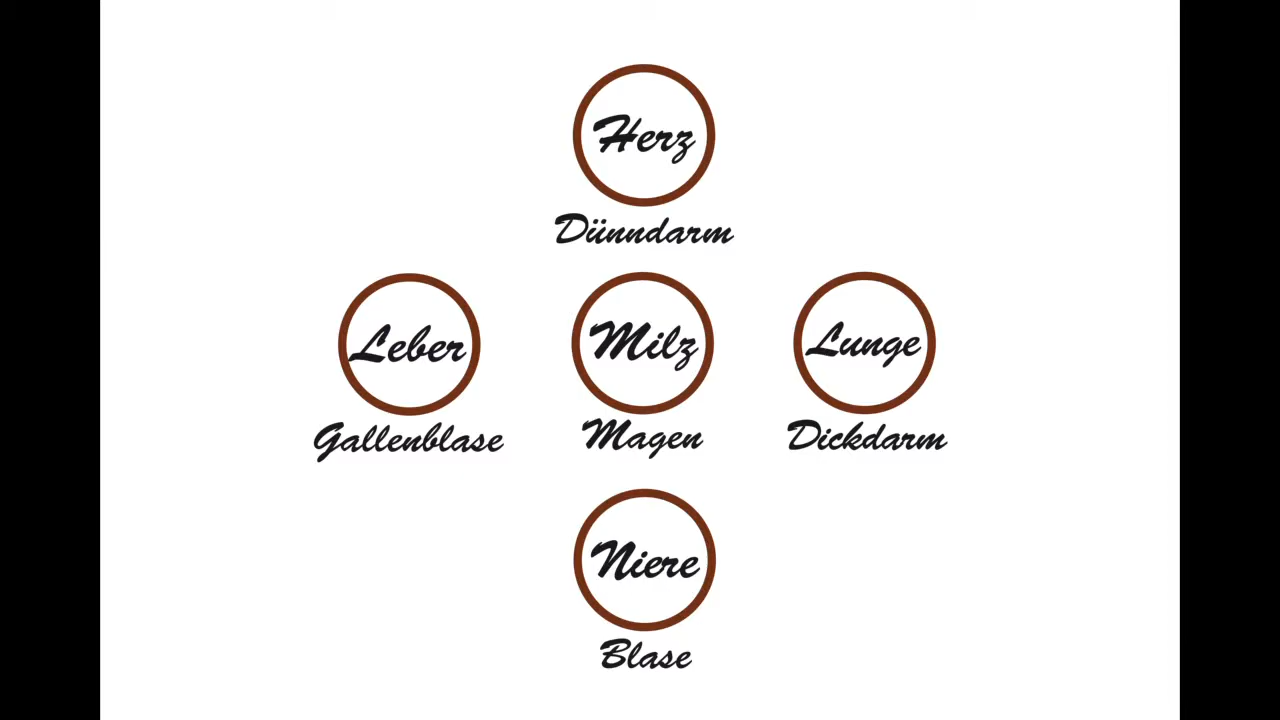 Herz
Dünndarm
Leber
Milz
Lunge
Gallenblase
Magen
Dickdarm
Niere
Blase